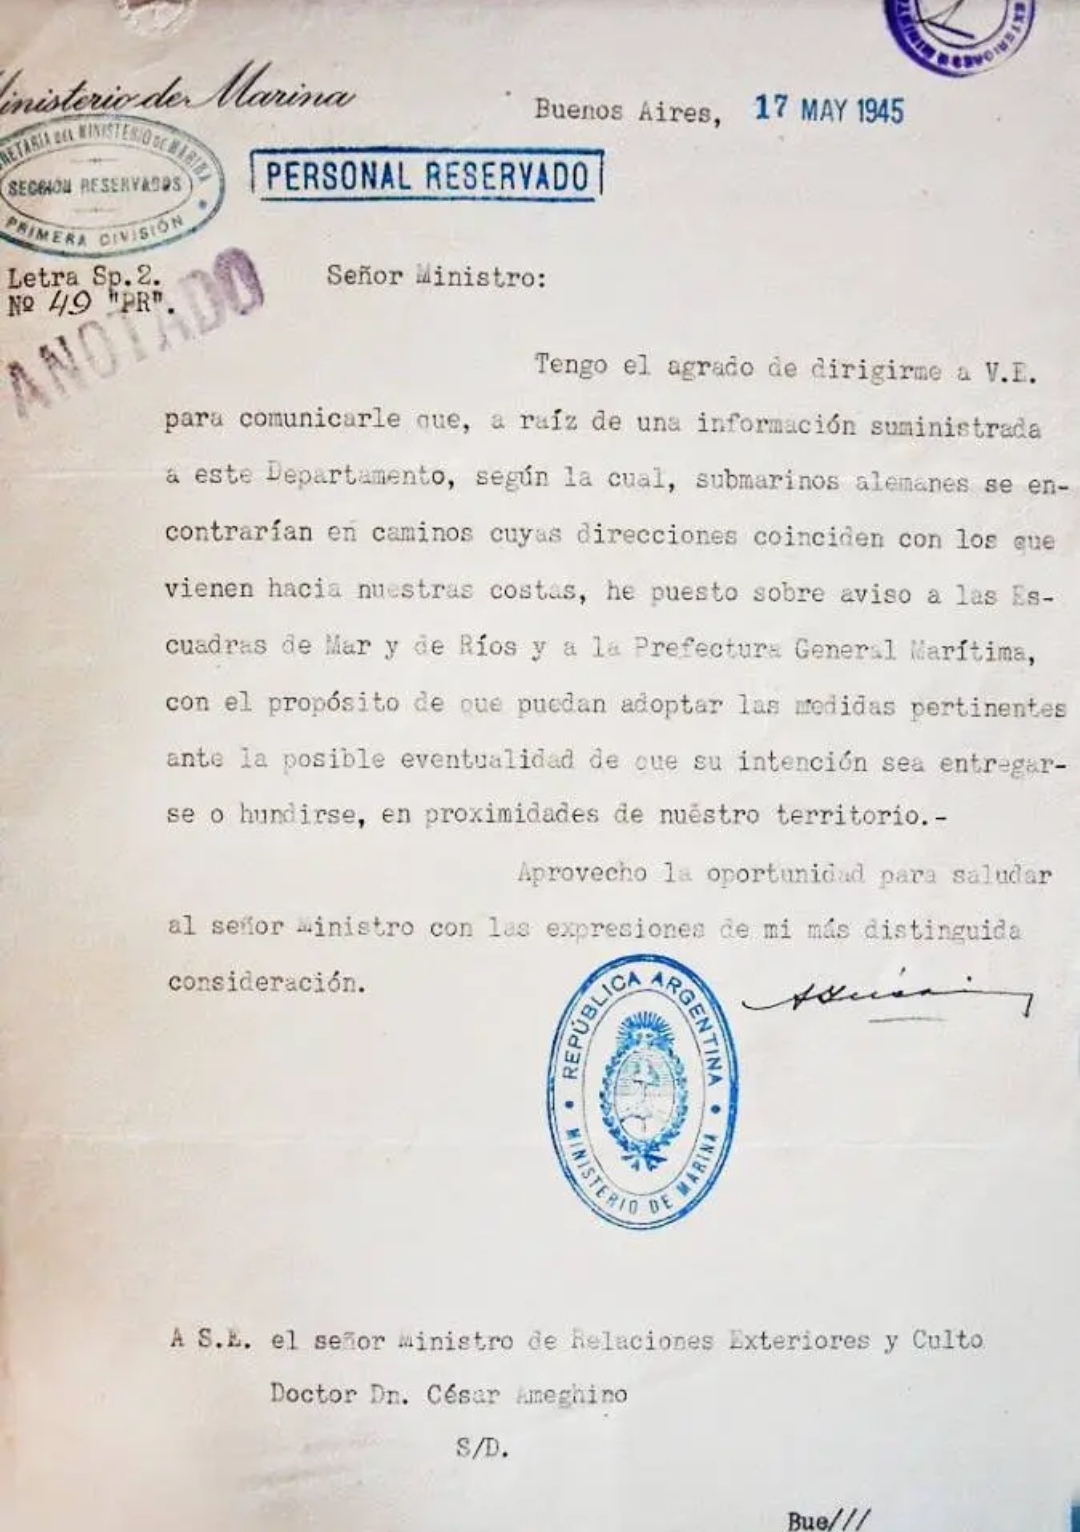 Ministerio de Marina
Buenos Aires, 17 MAY 1945
SECRETARIA DEL MINISTERIO DE MARINA
SECCIÓN RESERVADOS
PRIMERA DIVISIÓN
PERSONAL RESERVADO
Letra Sp.2.
Nº 49 "PR".
ANOTADO
Señor Ministro:
Tengo el agrado de dirigirme a V.E.
para comunicarle que, a raíz de una información suministrada
a este Departamento, según la cual, submarinos alemanes se en-
contrarían en caminos cuyas direcciones coinciden con los que
vienen hacia nuestras costas, he puesto sobre aviso a las Es-
cuadras de Mar y de Ríos y a la Prefectura General Marítima,
con el propósito de que puedan adoptar las medidas pertinentes
ante la posible eventualidad de que su intención sea entregar-
se o hundirse, en proximidades de nuestro territorio.-
Aprovecho la oportunidad para saludar
al señor Ministro con las expresiones de mi más distinguida
consideración.
REPÚBLICA ARGENTINA
MINISTERIO DE MARINA
A S.E. el señor Ministro de Relaciones Exteriores y Culto
Doctor Dn. César Ameghino
S/D.
Bue///